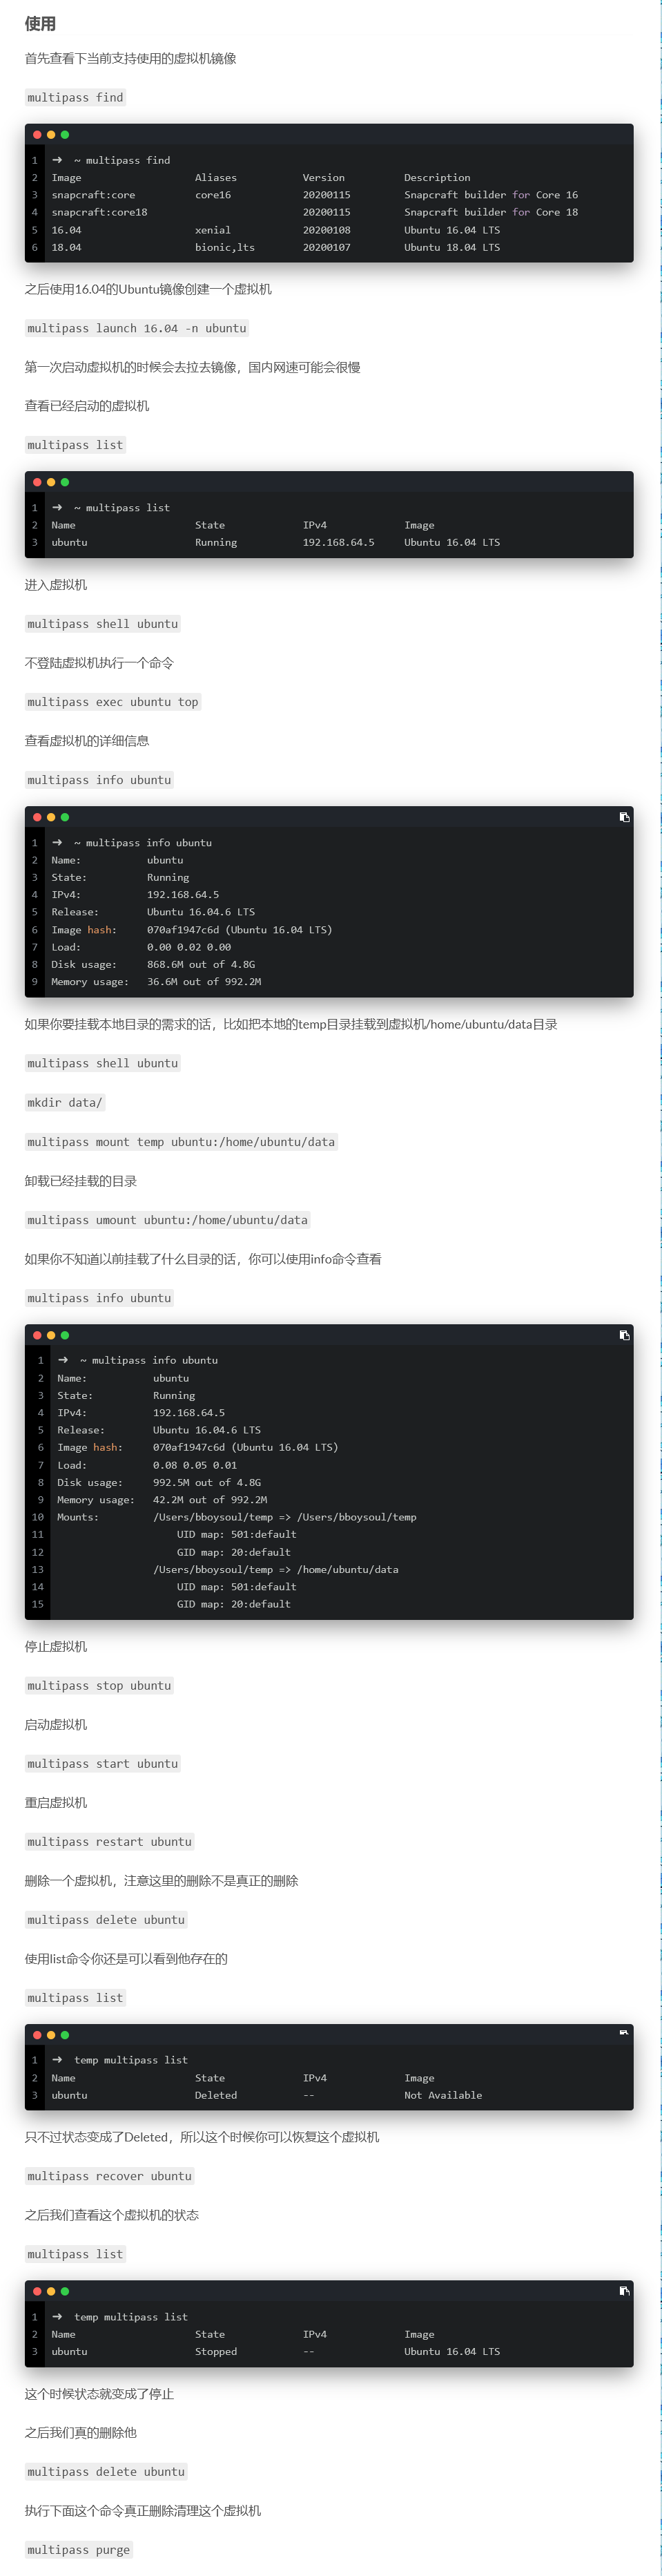 使用
首先查看下当前支持使用的虚拟机镜像
multipass find
1 ➜ ~ multipass find
2 Image Aliases Version Description
3 snapcraft:core core16 20200115 Snapcraft builder for Core 16
4 snapcraft:core18 20200115 Snapcraft builder for Core 18
5 16.04 xenial 20200108 Ubuntu 16.04 LTS
6 18.04 bionic,lts 20200107 Ubuntu 18.04 LTS
之后使用16.04的Ubuntu镜像创建一个虚拟机
multipass launch 16.04 -n ubuntu
第一次启动虚拟机的时候会去拉去镜像，国内网速可能会很慢
查看已经启动的虚拟机
multipass list
1 ➜ ~ multipass list
2 Name State IPv4 Image
3 ubuntu Running 192.168.64.5 Ubuntu 16.04 LTS
进入虚拟机
multipass shell ubuntu
不登陆虚拟机执行一个命令
multipass exec ubuntu top
查看虚拟机的详细信息
multipass info ubuntu
1 ➜ ~ multipass info ubuntu
2 Name: ubuntu
3 State: Running
4 IPv4: 192.168.64.5
5 Release: Ubuntu 16.04.6 LTS
6 Image hash: 070af1947c6d (Ubuntu 16.04 LTS)
7 Load: 0.00 0.02 0.00
8 Disk usage: 868.6M out of 4.8G
9 Memory usage: 36.6M out of 992.2M
如果你要挂载本地目录的需求的话，比如把本地的temp目录挂载到虚拟机/home/ubuntu/data目录
multipass shell ubuntu
mkdir data/
multipass mount temp ubuntu:/home/ubuntu/data
卸载已经挂载的目录
multipass umount ubuntu:/home/ubuntu/data
如果你不知道以前挂载了什么目录的话，你可以使用info命令查看
multipass info ubuntu
1 ➜ ~ multipass info ubuntu
2 Name: ubuntu
3 State: Running
4 IPv4: 192.168.64.5
5 Release: Ubuntu 16.04.6 LTS
6 Image hash: 070af1947c6d (Ubuntu 16.04 LTS)
7 Load: 0.08 0.05 0.01
8 Disk usage: 992.5M out of 4.8G
9 Memory usage: 42.2M out of 992.2M
10 Mounts: /Users/bboysoul/temp => /Users/bboysoul/temp
11 UID map: 501:default
12 GID map: 20:default
13 /Users/bboysoul/temp => /home/ubuntu/data
14 UID map: 501:default
15 GID map: 20:default
停止虚拟机
multipass stop ubuntu
启动虚拟机
multipass start ubuntu
重启虚拟机
multipass restart ubuntu
删除一个虚拟机，注意这里的删除不是真正的删除
multipass delete ubuntu
使用list命令你还是可以看到他存在的
multipass list
1 ➜ temp multipass list
2 Name State IPv4 Image
3 ubuntu Deleted -- Not Available
只不过状态变成了Deleted，所以这个时候你可以恢复这个虚拟机
multipass recover ubuntu
之后我们查看这个虚拟机的状态
multipass list
1 ➜ temp multipass list
2 Name State IPv4 Image
3 ubuntu Stopped -- Ubuntu 16.04 LTS
这个时候状态就变成了停止
之后我们真的删除他
multipass delete ubuntu
执行下面这个命令真正删除清理这个虚拟机
multipass purge